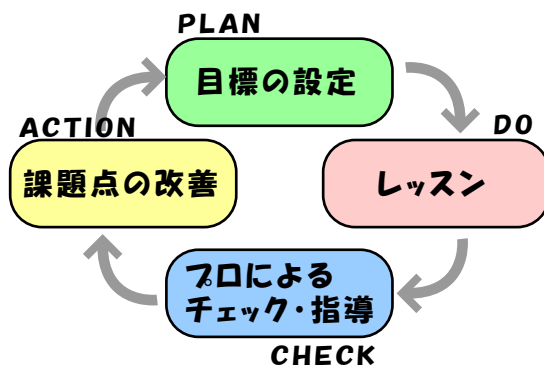 PLAN
目標の設定
DO
レッスン
プロによる
チェック・指導
CHECK
ACTION
課題点の改善